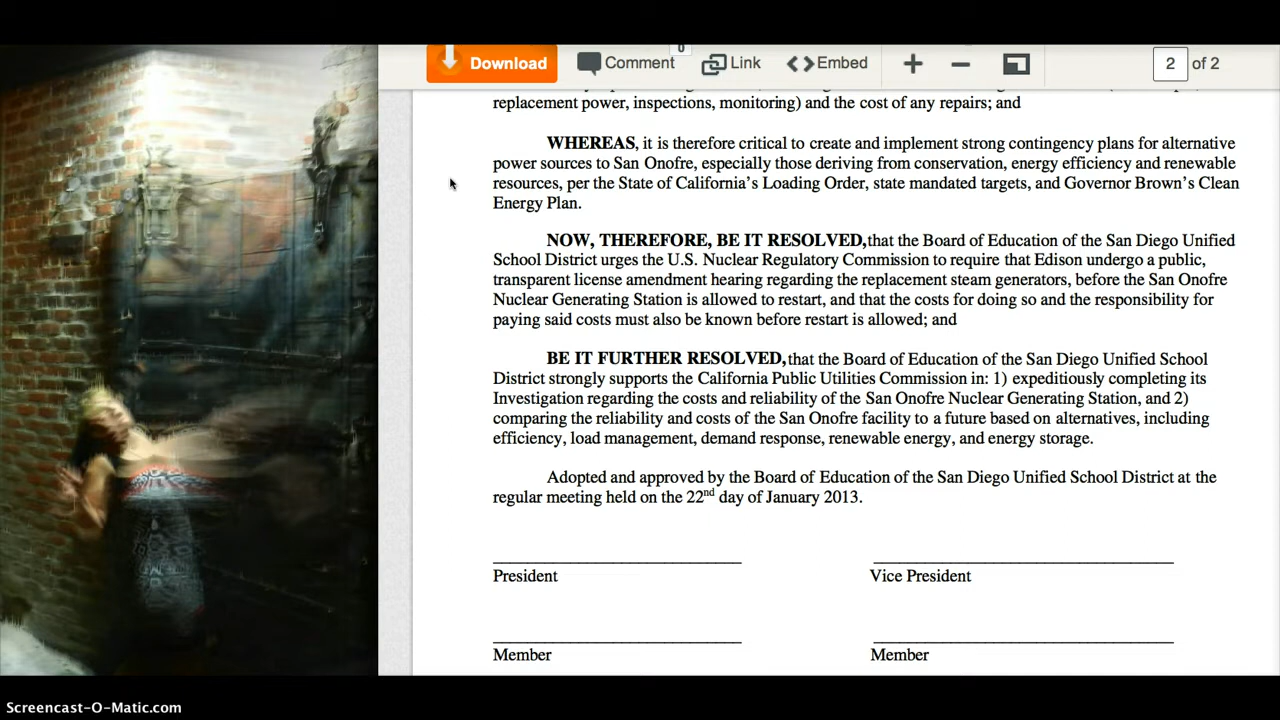 0
Download Comment Link Embed 2 of 2
replacement power, inspections, monitoring) and the cost of any repairs; and
WHEREAS, it is therefore critical to create and implement strong contingency plans for alternative
power sources to San Onofre, especially those deriving from conservation, energy efficiency and renewable
resources, per the State of California’s Loading Order, state mandated targets, and Governor Brown’s Clean
Energy Plan.
NOW, THEREFORE, BE IT RESOLVED, that the Board of Education of the San Diego Unified
School District urges the U.S. Nuclear Regulatory Commission to require that Edison undergo a public,
transparent license amendment hearing regarding the replacement steam generators, before the San Onofre
Nuclear Generating Station is allowed to restart, and that the costs for doing so and the responsibility for
paying said costs must also be known before restart is allowed; and
BE IT FURTHER RESOLVED, that the Board of Education of the San Diego Unified School
District strongly supports the California Public Utilities Commission in: 1) expeditiously completing its
Investigation regarding the costs and reliability of the San Onofre Nuclear Generating Station, and 2)
comparing the reliability and costs of the San Onofre facility to a future based on alternatives, including
efficiency, load management, demand response, renewable energy, and energy storage.
Adopted and approved by the Board of Education of the San Diego Unified School District at the
regular meeting held on the 22nd day of January 2013.
President Vice President
Member Member
Screencast-O-Matic.com